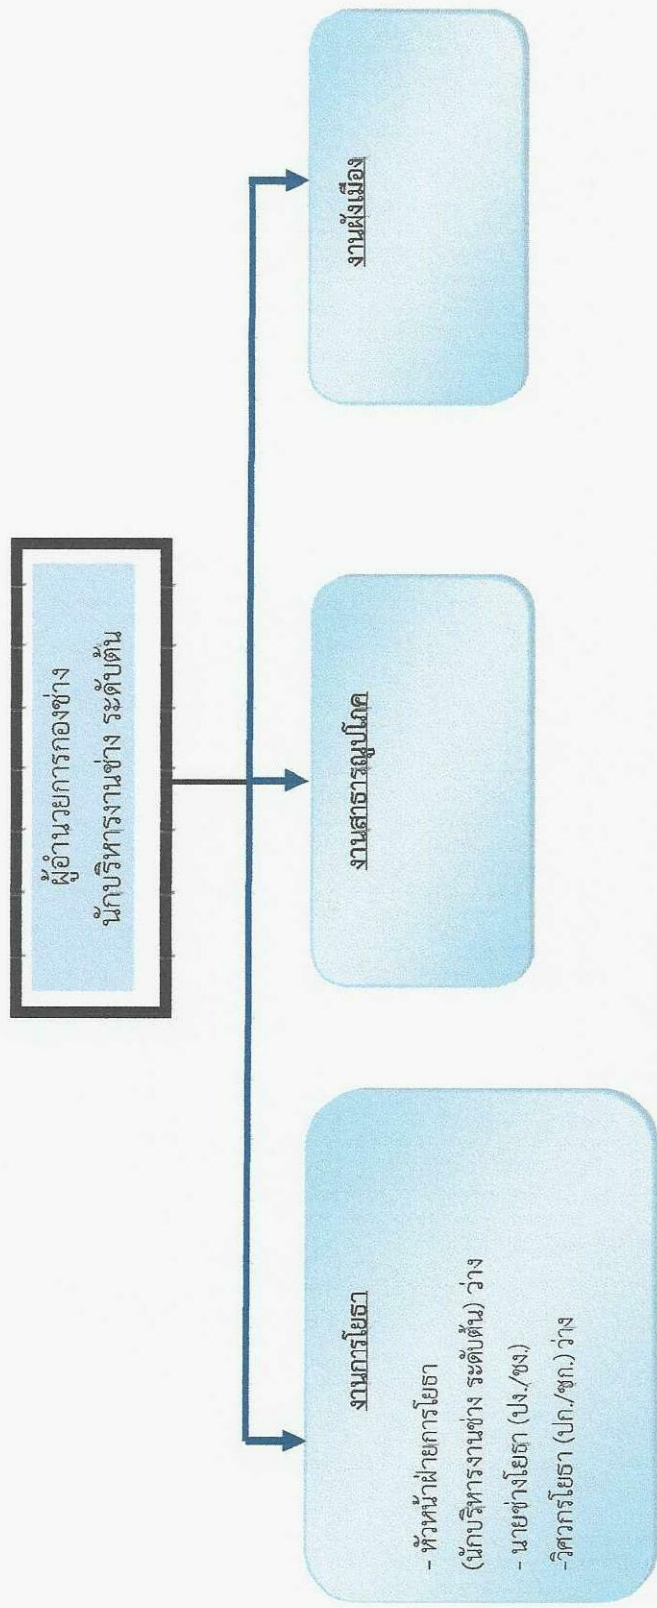 ผู้อำนวยการกองช่าง
นักบริหารงานช่าง ระดับต้น
งานการโยธา
- หัวหน้าฝ่ายการโยธา
(นักบริหารงานช่าง ระดับต้น) ว่าง
- นายช่างโยธา (ปง./ชง.)
-วิศวกรโยธา (ปก./ชก.) ว่าง
งานสาธารณูปโภค
งานผังเมือง